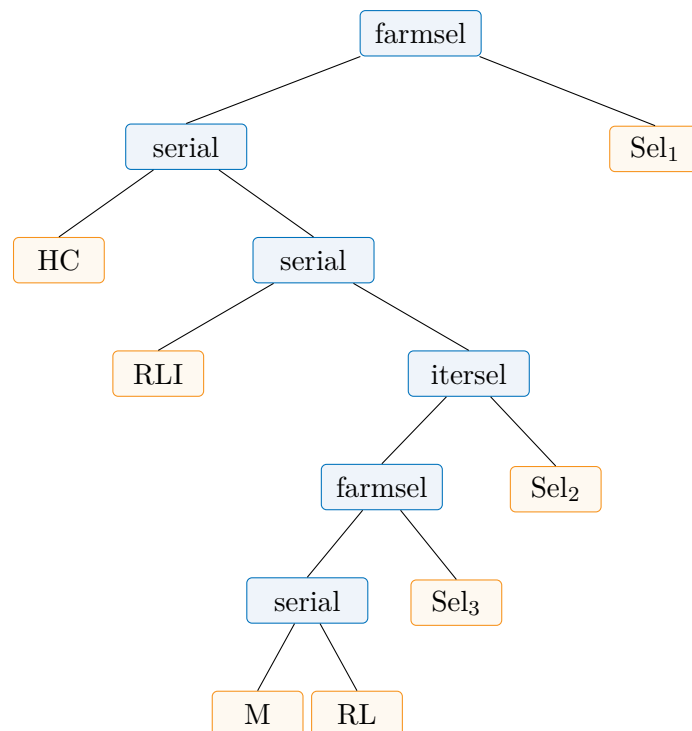 farmsel
serial
Sel₁
HC
serial
RLI
itersel
farmsel
Sel₂
serial
Sel₃
M
RL